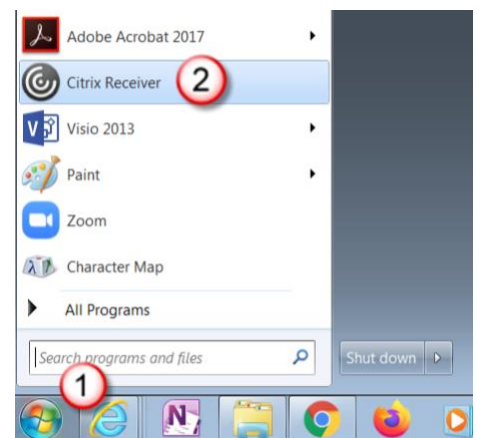 Adobe Acrobat 2017
Citrix Receiver 2
Visio 2013
Paint
Zoom
Character Map
All Programs
Search programs and files
Shut down
1